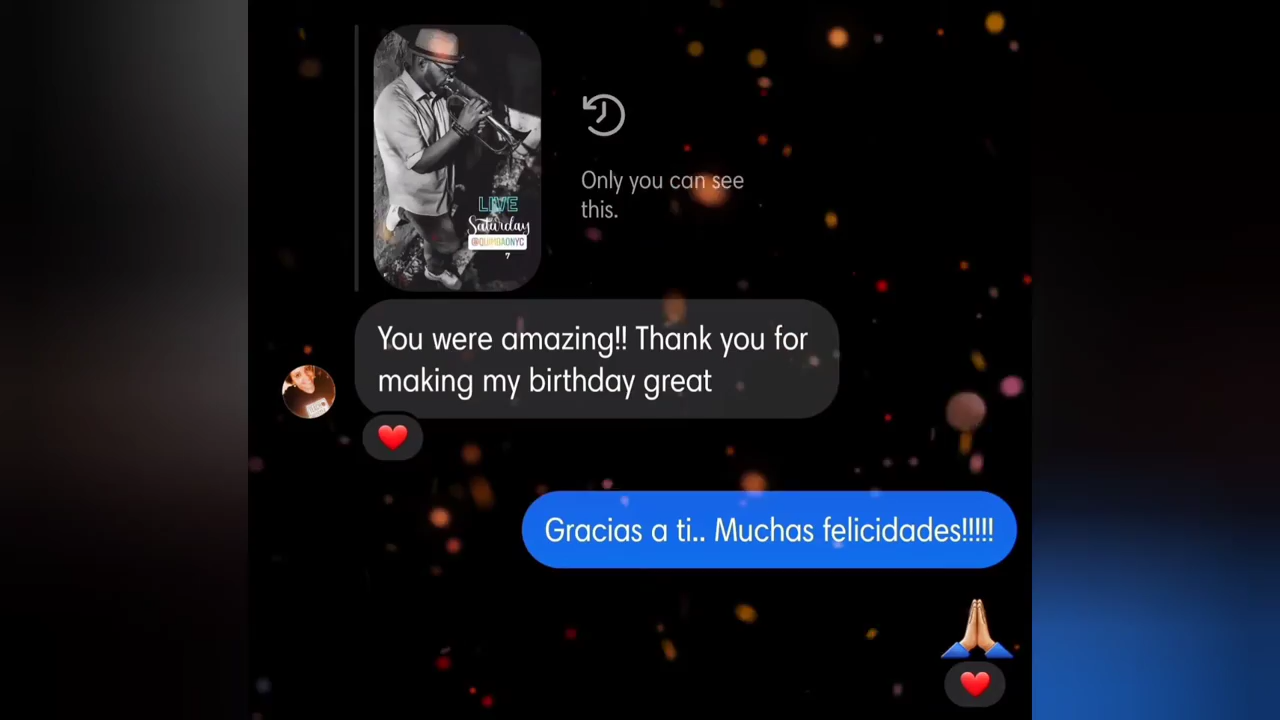 LIVE
Saturday
@QUIMBAONYC
7
Only you can see
this.
You were amazing!! Thank you for
making my birthday great
Gracias a ti.. Muchas felicidades!!!!!